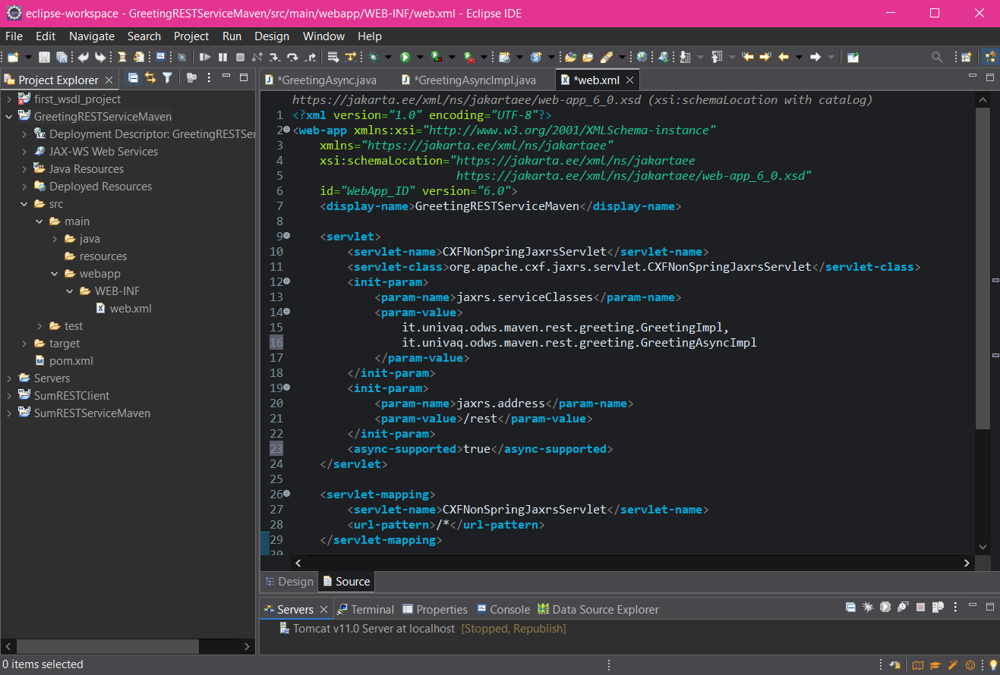 eclipse-workspace - GreetingRESTServiceMaven/src/main/webapp/WEB-INF/web.xml - Eclipse IDE
File Edit Navigate Search Project Run Design Window Help
Project Explorer
first_wsdl_project
GreetingRESTServiceMaven
Deployment Descriptor: GreetingRESTSer
JAX-WS Web Services
Java Resources
Deployed Resources
src
main
java
resources
webapp
WEB-INF
web.xml
test
target
pom.xml
Servers
SumRESTClient
SumRESTServiceMaven
*GreetingAsync.java *GreetingAsyncImpl.java *web.xml
https://jakarta.ee/xml/ns/jakartaee/web-app_6_0.xsd (xsi:schemaLocation with catalog)
1 <?xml version="1.0" encoding="UTF-8"?>
2 <web-app xmlns:xsi="http://www.w3.org/2001/XMLSchema-instance"
3 xmlns="https://jakarta.ee/xml/ns/jakartaee"
4 xsi:schemaLocation="https://jakarta.ee/xml/ns/jakartaee
5 https://jakarta.ee/xml/ns/jakartaee/web-app_6_0.xsd"
6 id="WebApp_ID" version="6.0">
7 <display-name>GreetingRESTServiceMaven</display-name>
8
9 <servlet>
10 <servlet-name>CXFNonSpringJaxrsServlet</servlet-name>
11 <servlet-class>org.apache.cxf.jaxrs.servlet.CXFNonSpringJaxrsServlet</servlet-class>
12 <init-param>
13 <param-name>jaxrs.serviceClasses</param-name>
14 <param-value>
15 it.univaq.odws.maven.rest.greeting.GreetingImpl,
16 it.univaq.odws.maven.rest.greeting.GreetingAsyncImpl
17 </param-value>
18 </init-param>
19 <init-param>
20 <param-name>jaxrs.address</param-name>
21 <param-value>/rest</param-value>
22 </init-param>
23 <async-supported>true</async-supported>
24 </servlet>
25
26 <servlet-mapping>
27 <servlet-name>CXFNonSpringJaxrsServlet</servlet-name>
28 <url-pattern>/*</url-pattern>
29 </servlet-mapping>
30
Design Source
Servers Terminal Properties Console Data Source Explorer
Tomcat v11.0 Server at localhost [Stopped, Republish]
0 items selected